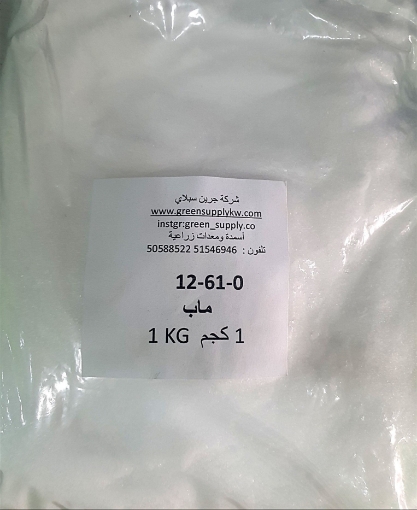 شركة جرين سبلاي
www.greensupplykw.com
instgr:green_supply.co
أسمدة ومعدات زراعية
تلفون : 51546946 50588522
12-61-0
ماب
1 كجم 1 KG